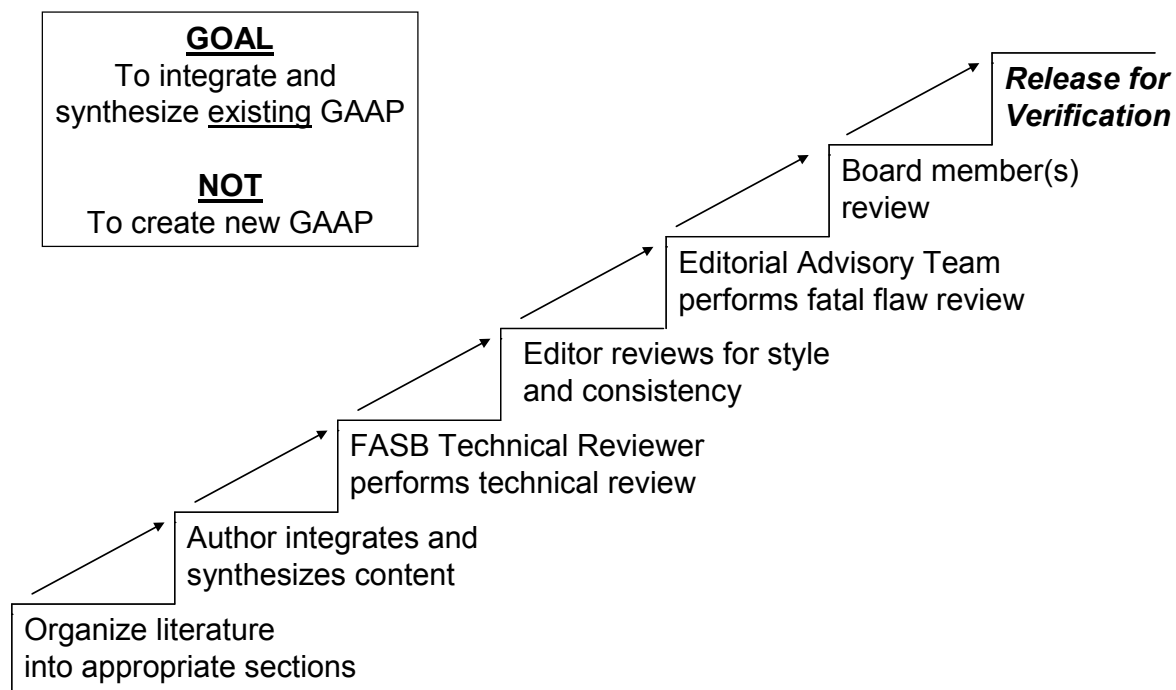 GOAL
To integrate and
synthesize existing GAAP
NOT
To create new GAAP
Release for
Verification
Board member(s)
review
Editorial Advisory Team
performs fatal flaw review
Editor reviews for style
and consistency
FASB Technical Reviewer
performs technical review
Author integrates and
synthesizes content
Organize literature
into appropriate sections